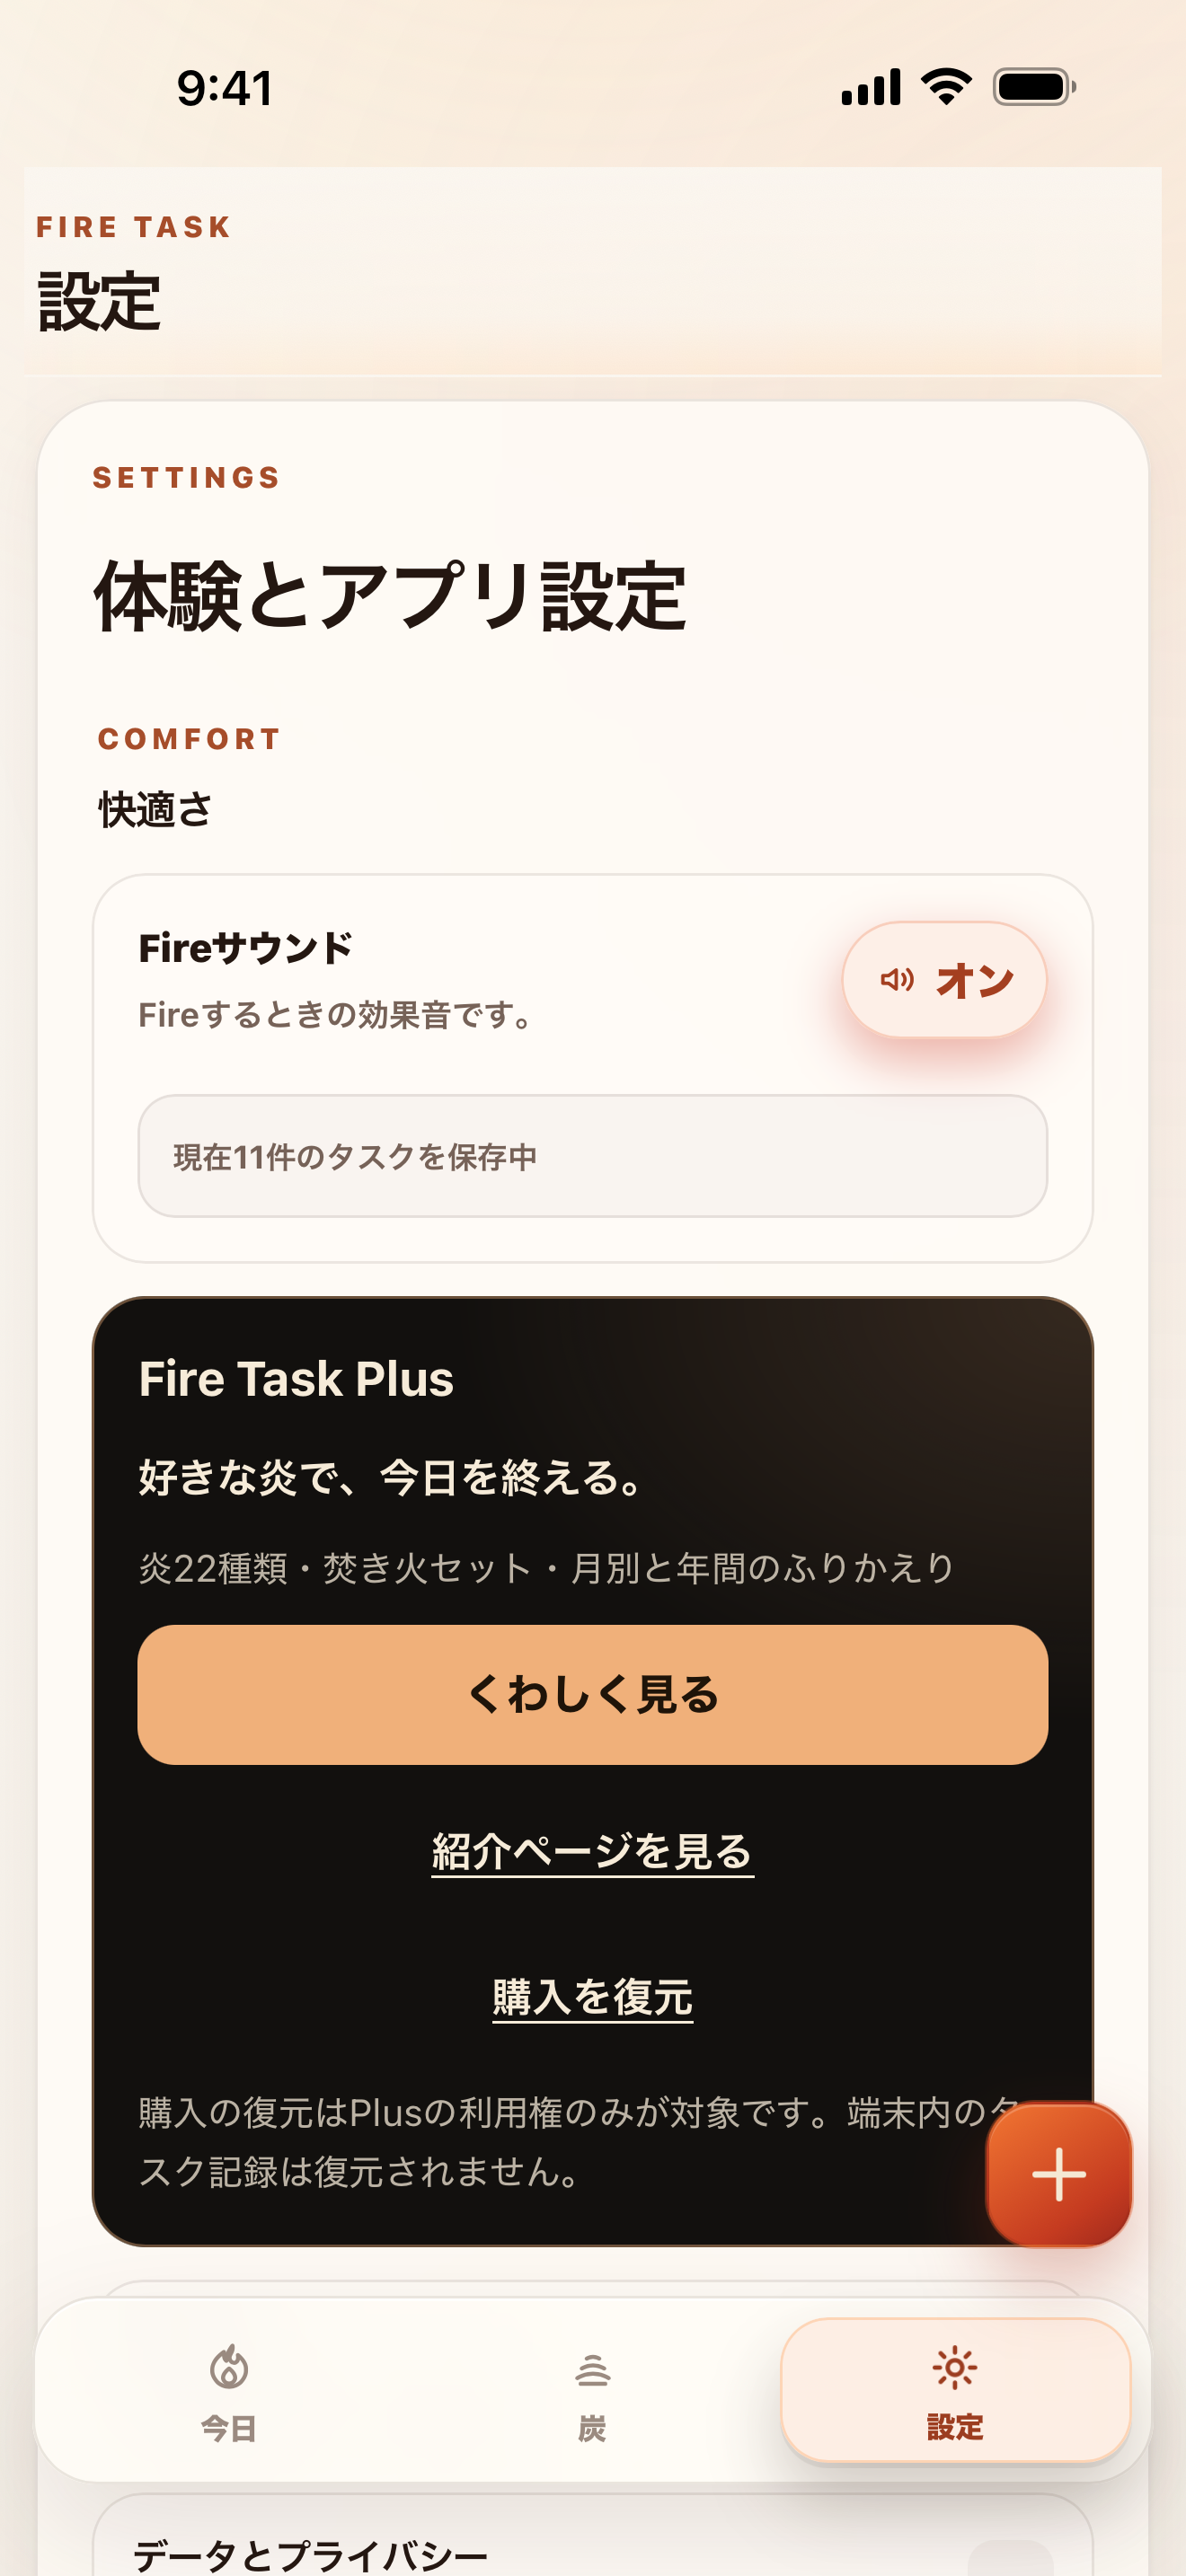 9:41
FIRE TASK
設定
SETTINGS
体験とアプリ設定
COMFORT
快適さ
Fireサウンド
オン
Fireするときの効果音です。
現在11件のタスクを保存中
Fire Task Plus
好きな炎で、今日を終える。
炎22種類・焚き火セット・月別と年間のふりかえり
くわしく見る
紹介ページを見る
購入を復元
購入の復元はPlusの利用権のみが対象です。端末内のタ
スク記録は復元されません。
今日
炭
設定
データとプライバシー